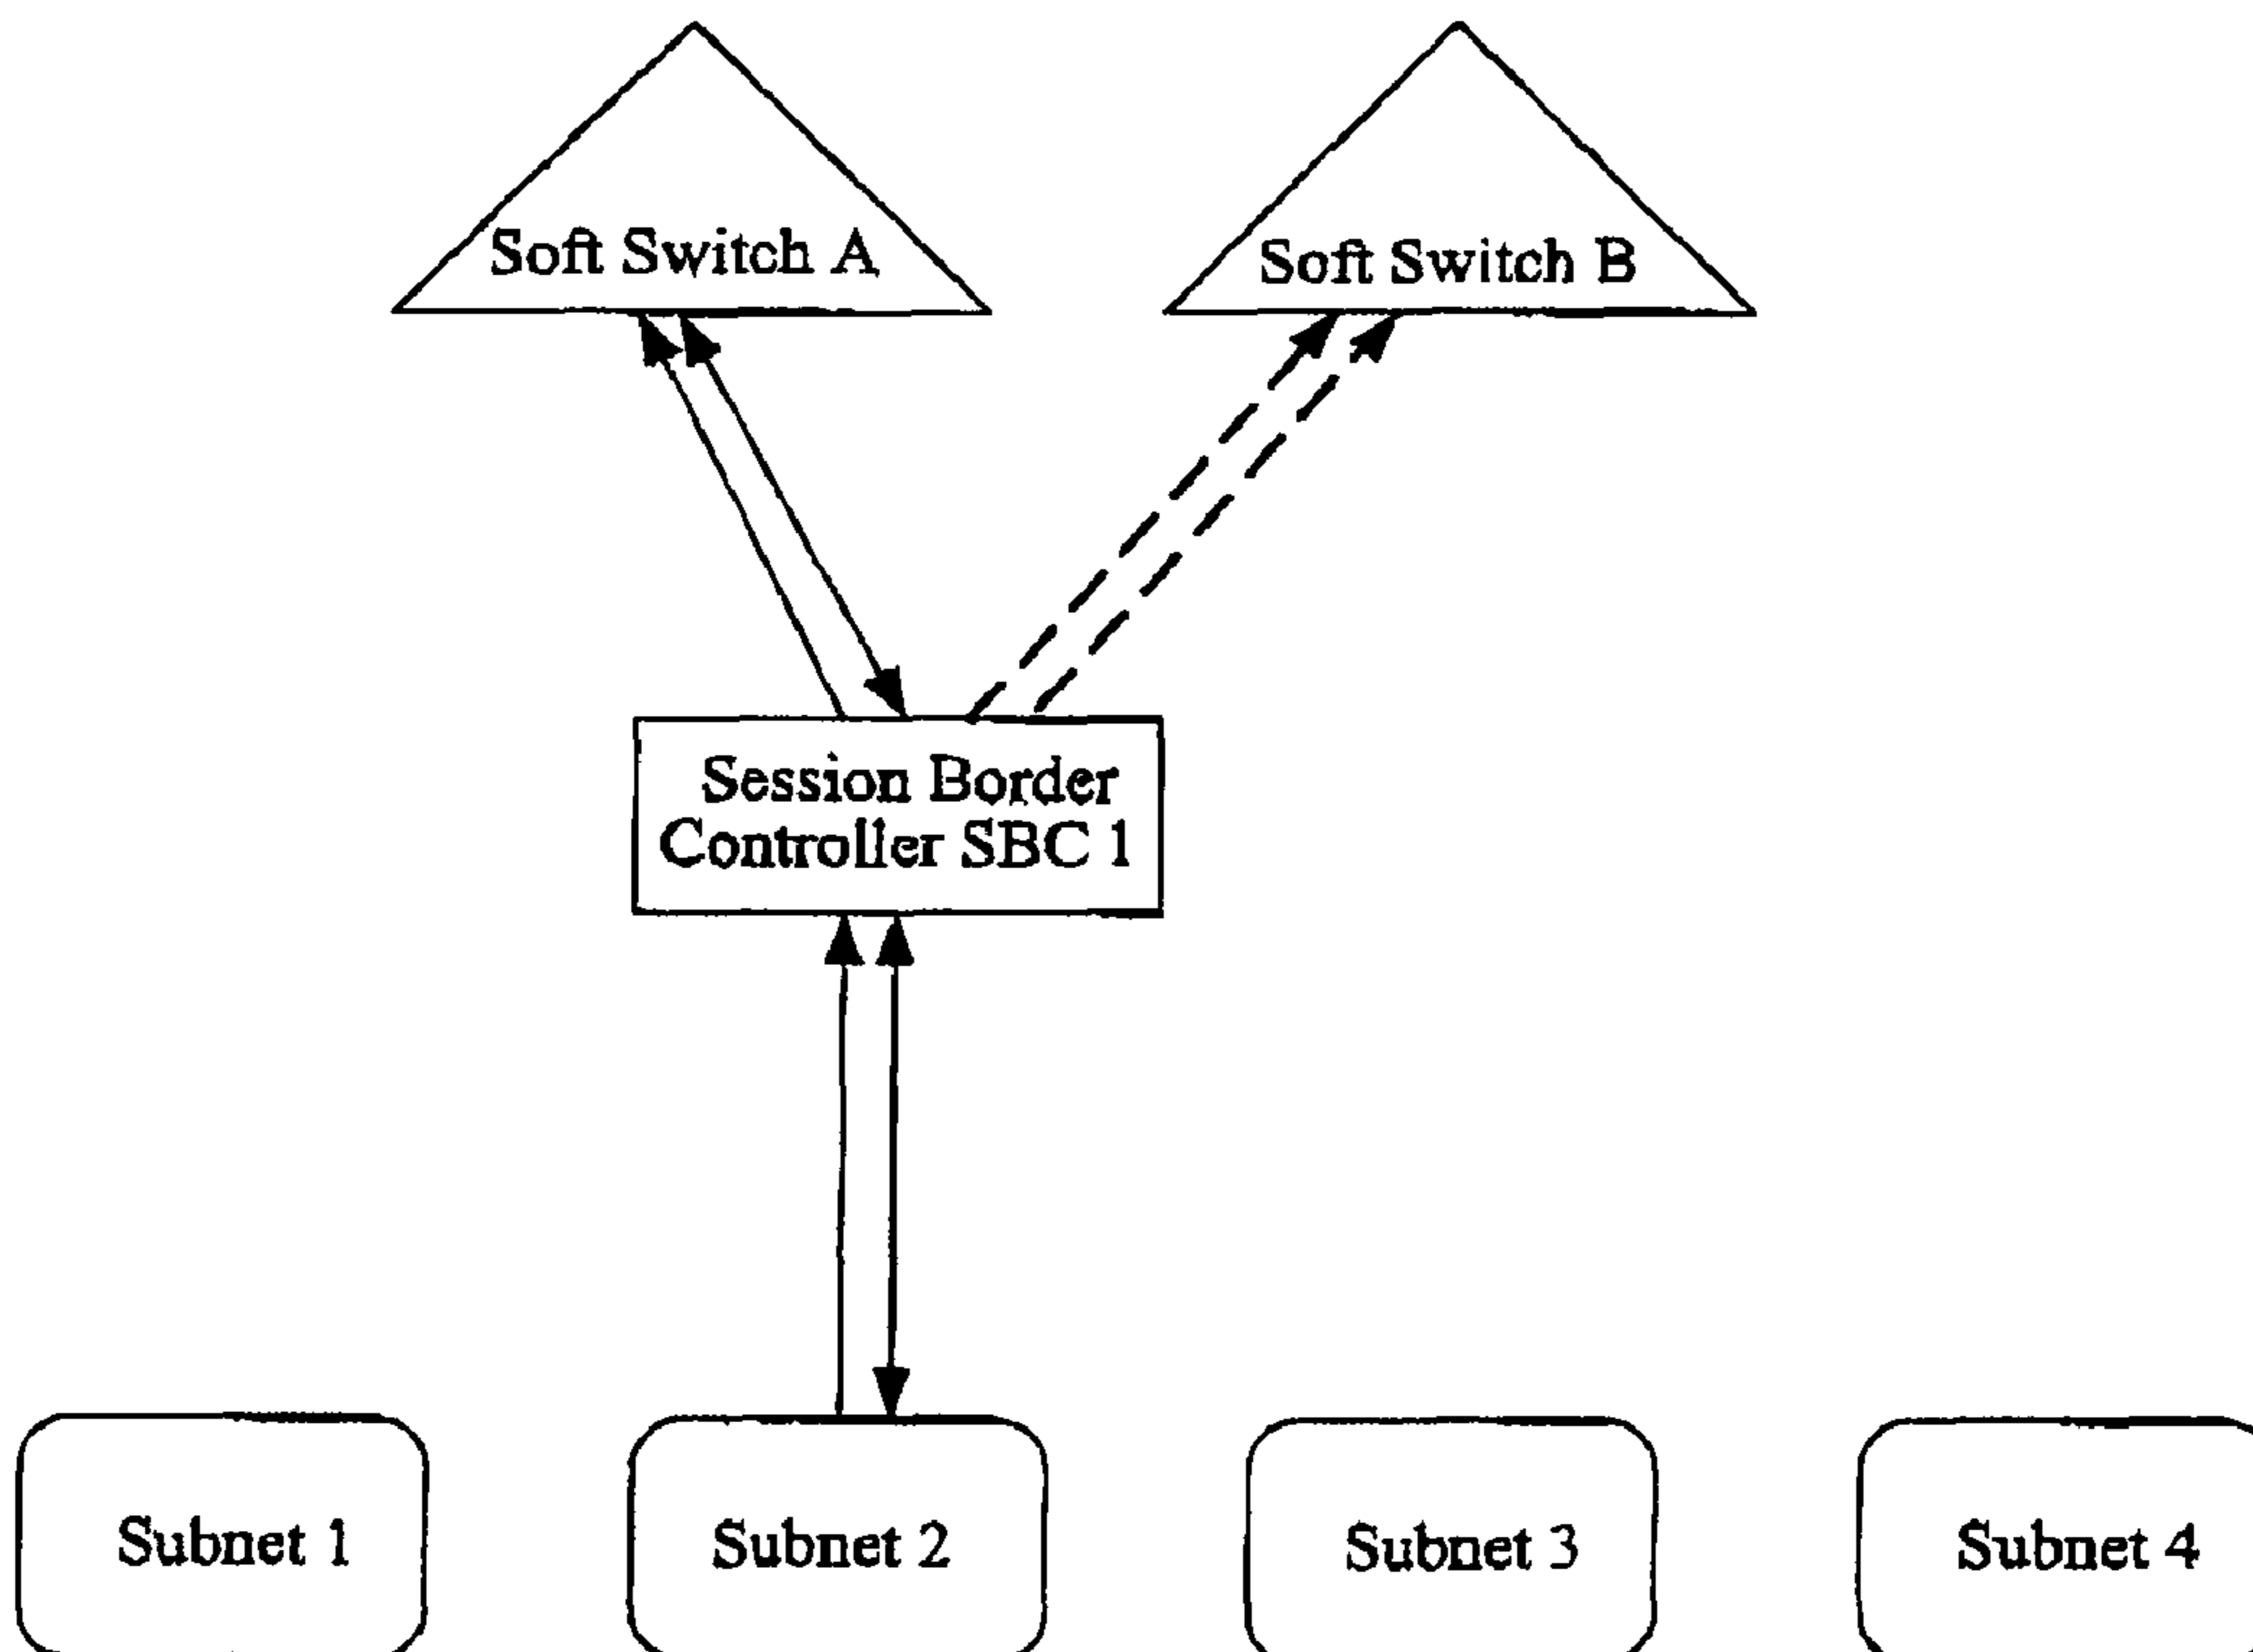 Soft Switch A
Soft Switch B
Session Border
Controller SBC 1
Subnet 1
Subnet 2
Subnet 3
Subnet 4